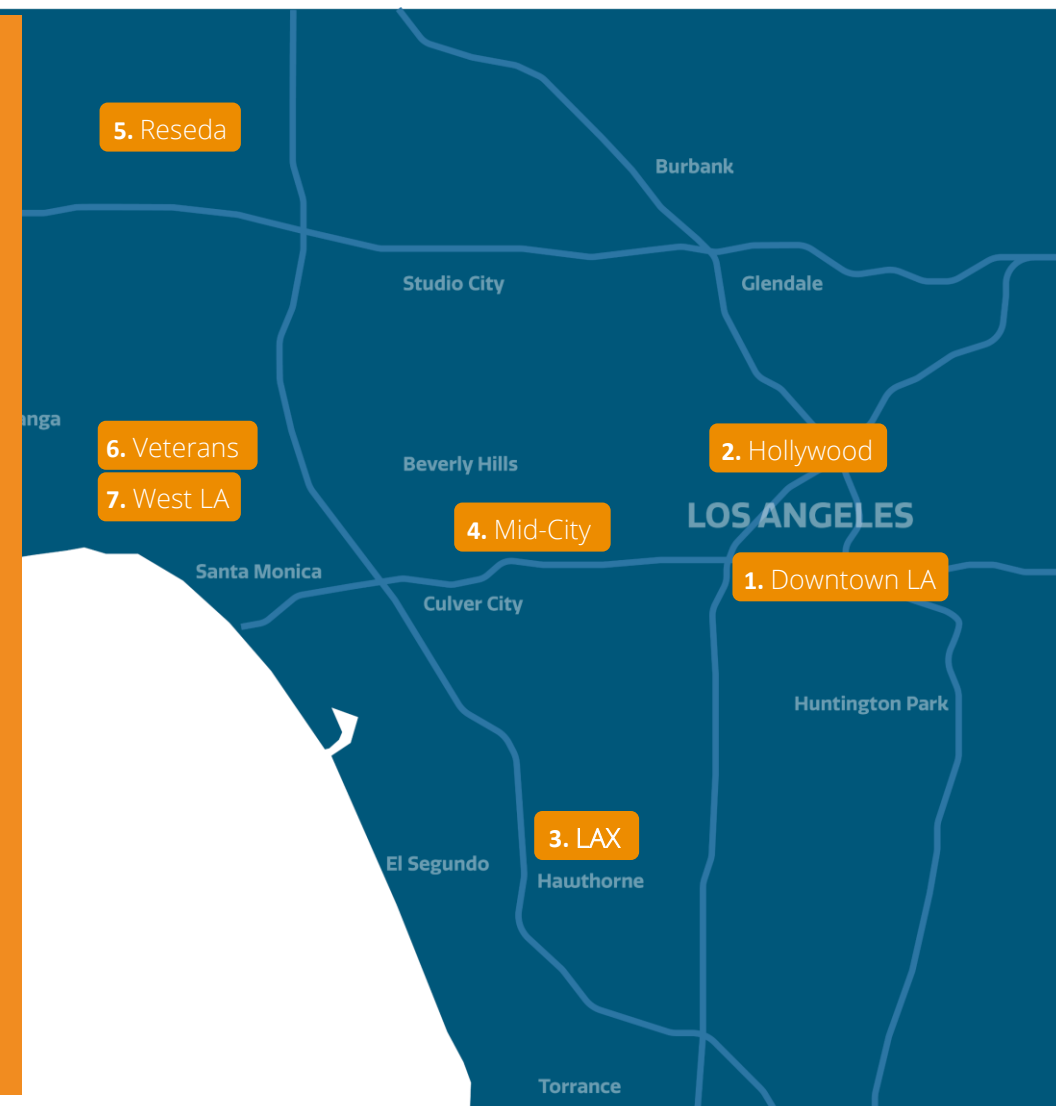 5. Reseda
Burbank
Studio City
Glendale
anga
6. Veterans
2. Hollywood
Beverly Hills
7. West LA
LOS ANGELES
4. Mid-City
Santa Monica
1. Downtown LA
Culver City
Huntington Park
3. LAX
El Segundo
Hawthorne
Torrance